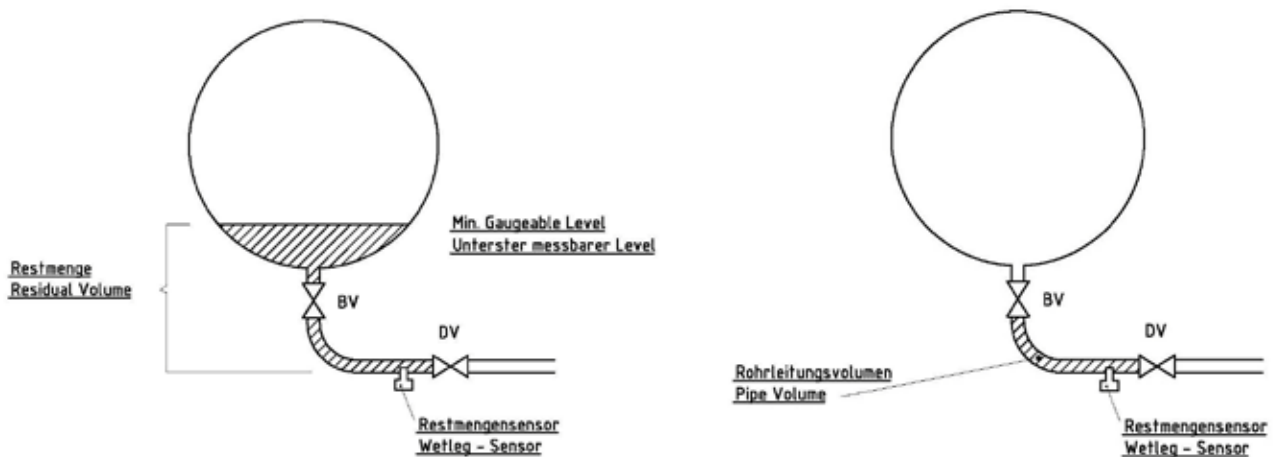 Min. Gaugeable Level
Unterster messbarer Level
Restmenge
Residual Volume
BV
DV
Restmengensensor
Wetleg - Sensor
BV
DV
Rohrleitungsvolumen
Pipe Volume
Restmengensensor
Wetleg - Sensor